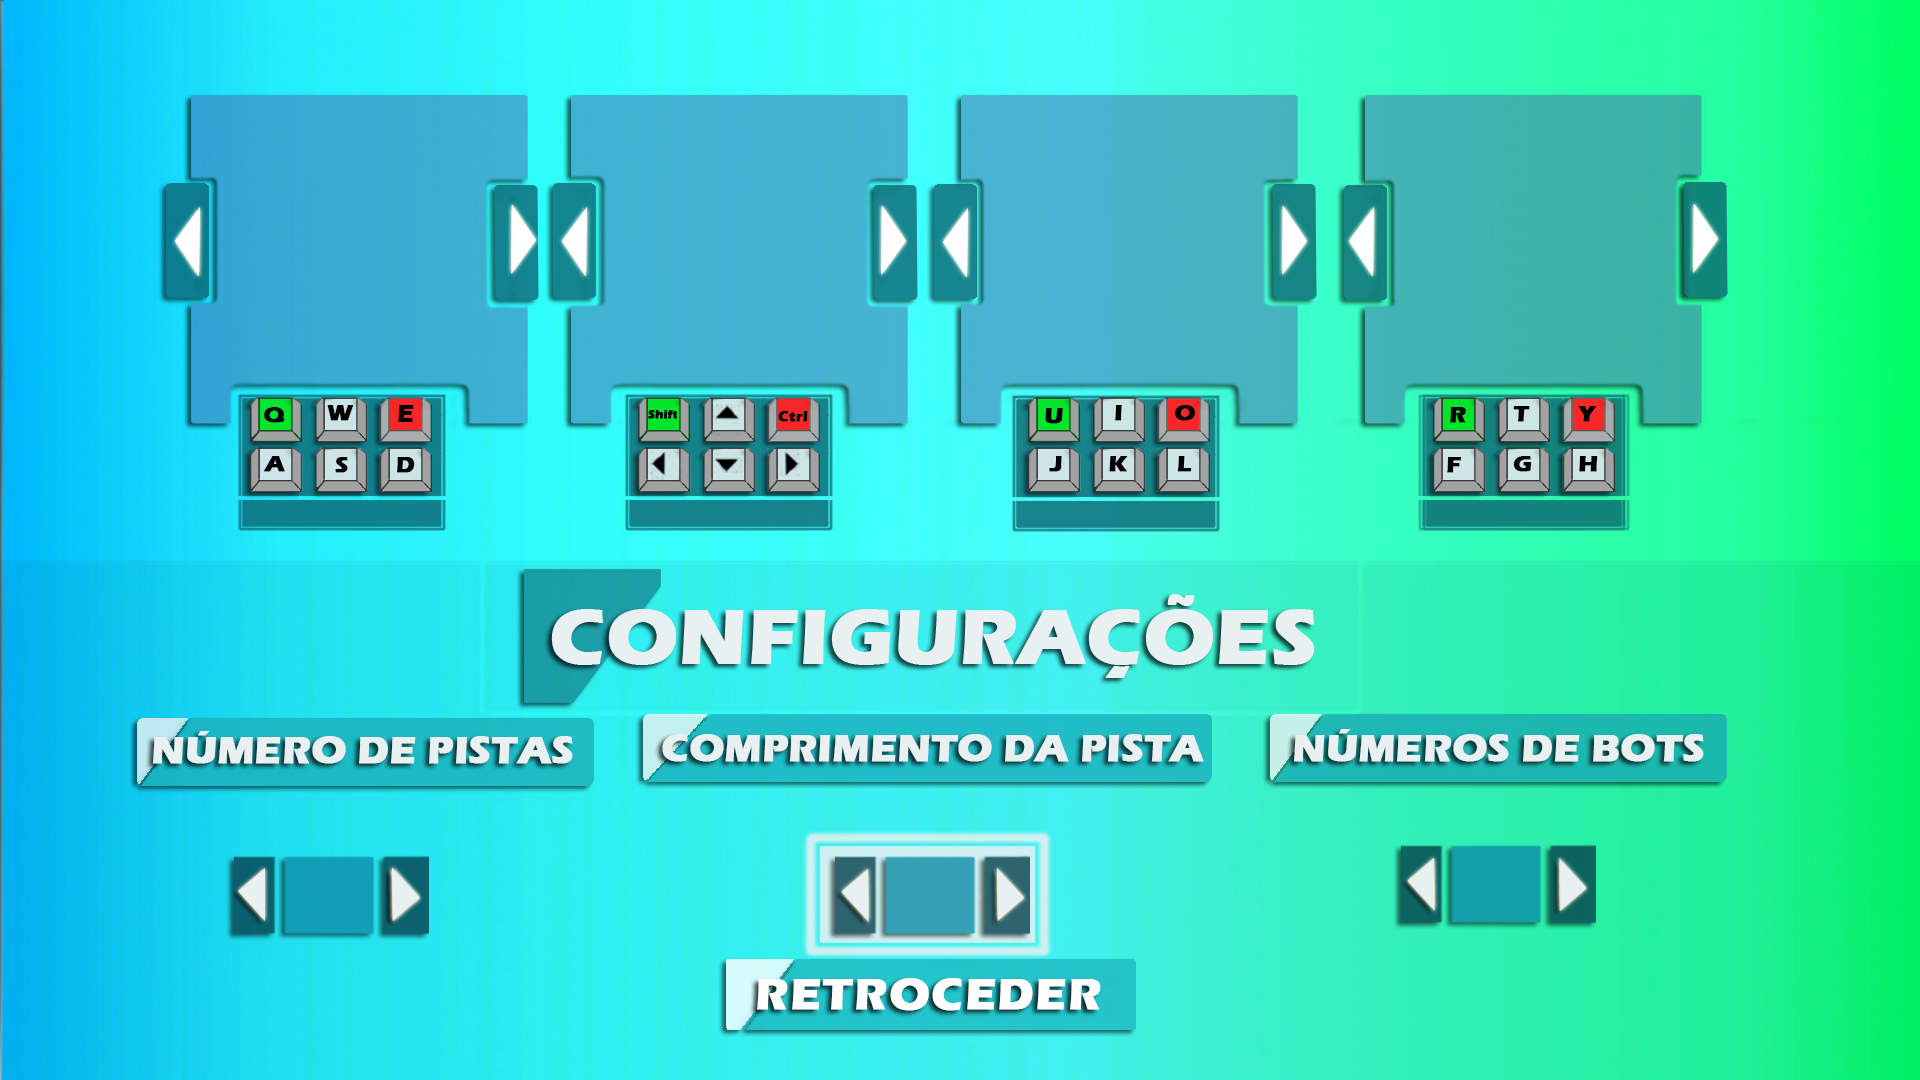 Q W E
A S D
Shift Ctrl
U I O
J K L
R T Y
F G H
CONFIGURAÇÕES
NÚMERO DE PISTAS
COMPRIMENTO DA PISTA
NÚMEROS DE BOTS
RETROCEDER